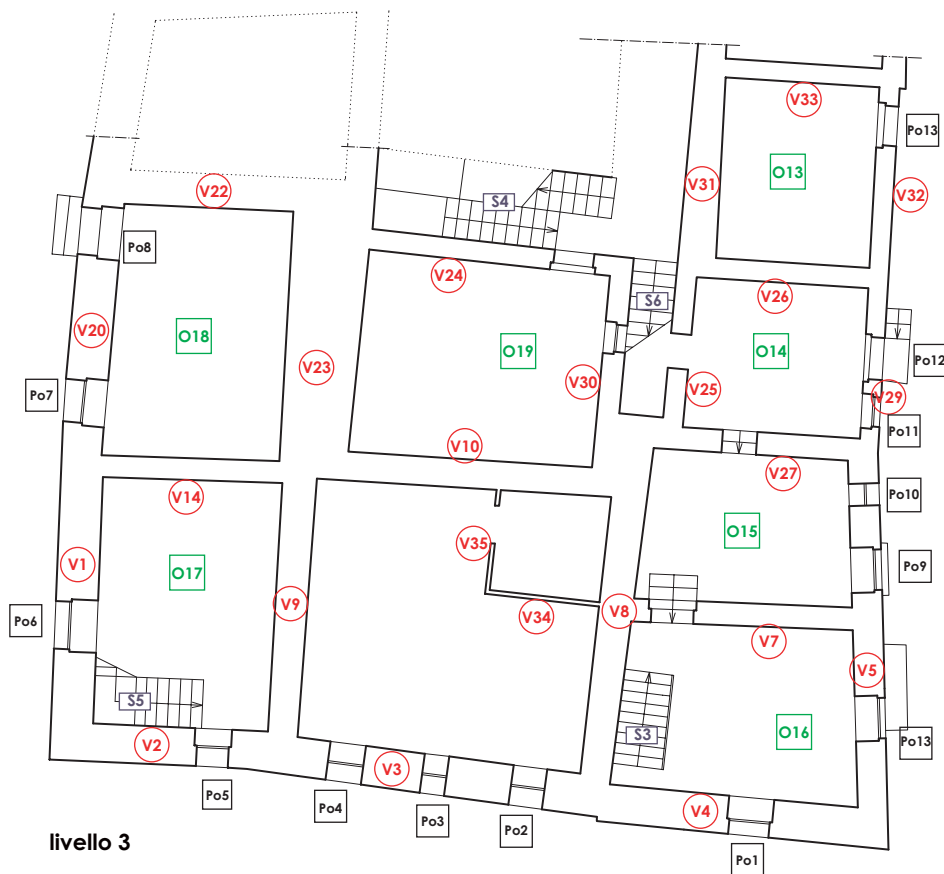 V33
Po13
V31
O13
V22
V32
S4
Po8
V24
V26
S6
V20
O18
O19
O14
Po12
V23
V30
V25
V29
Po7
Po11
V10
V27
V14
Po10
O15
V35
V1
O17
Po9
V9
V8
Po6
V34
V7
V5
S5
S3
O16
V2
Po13
V3
Po5
Po4
Po3
V4
Po2
livello 3
Po1